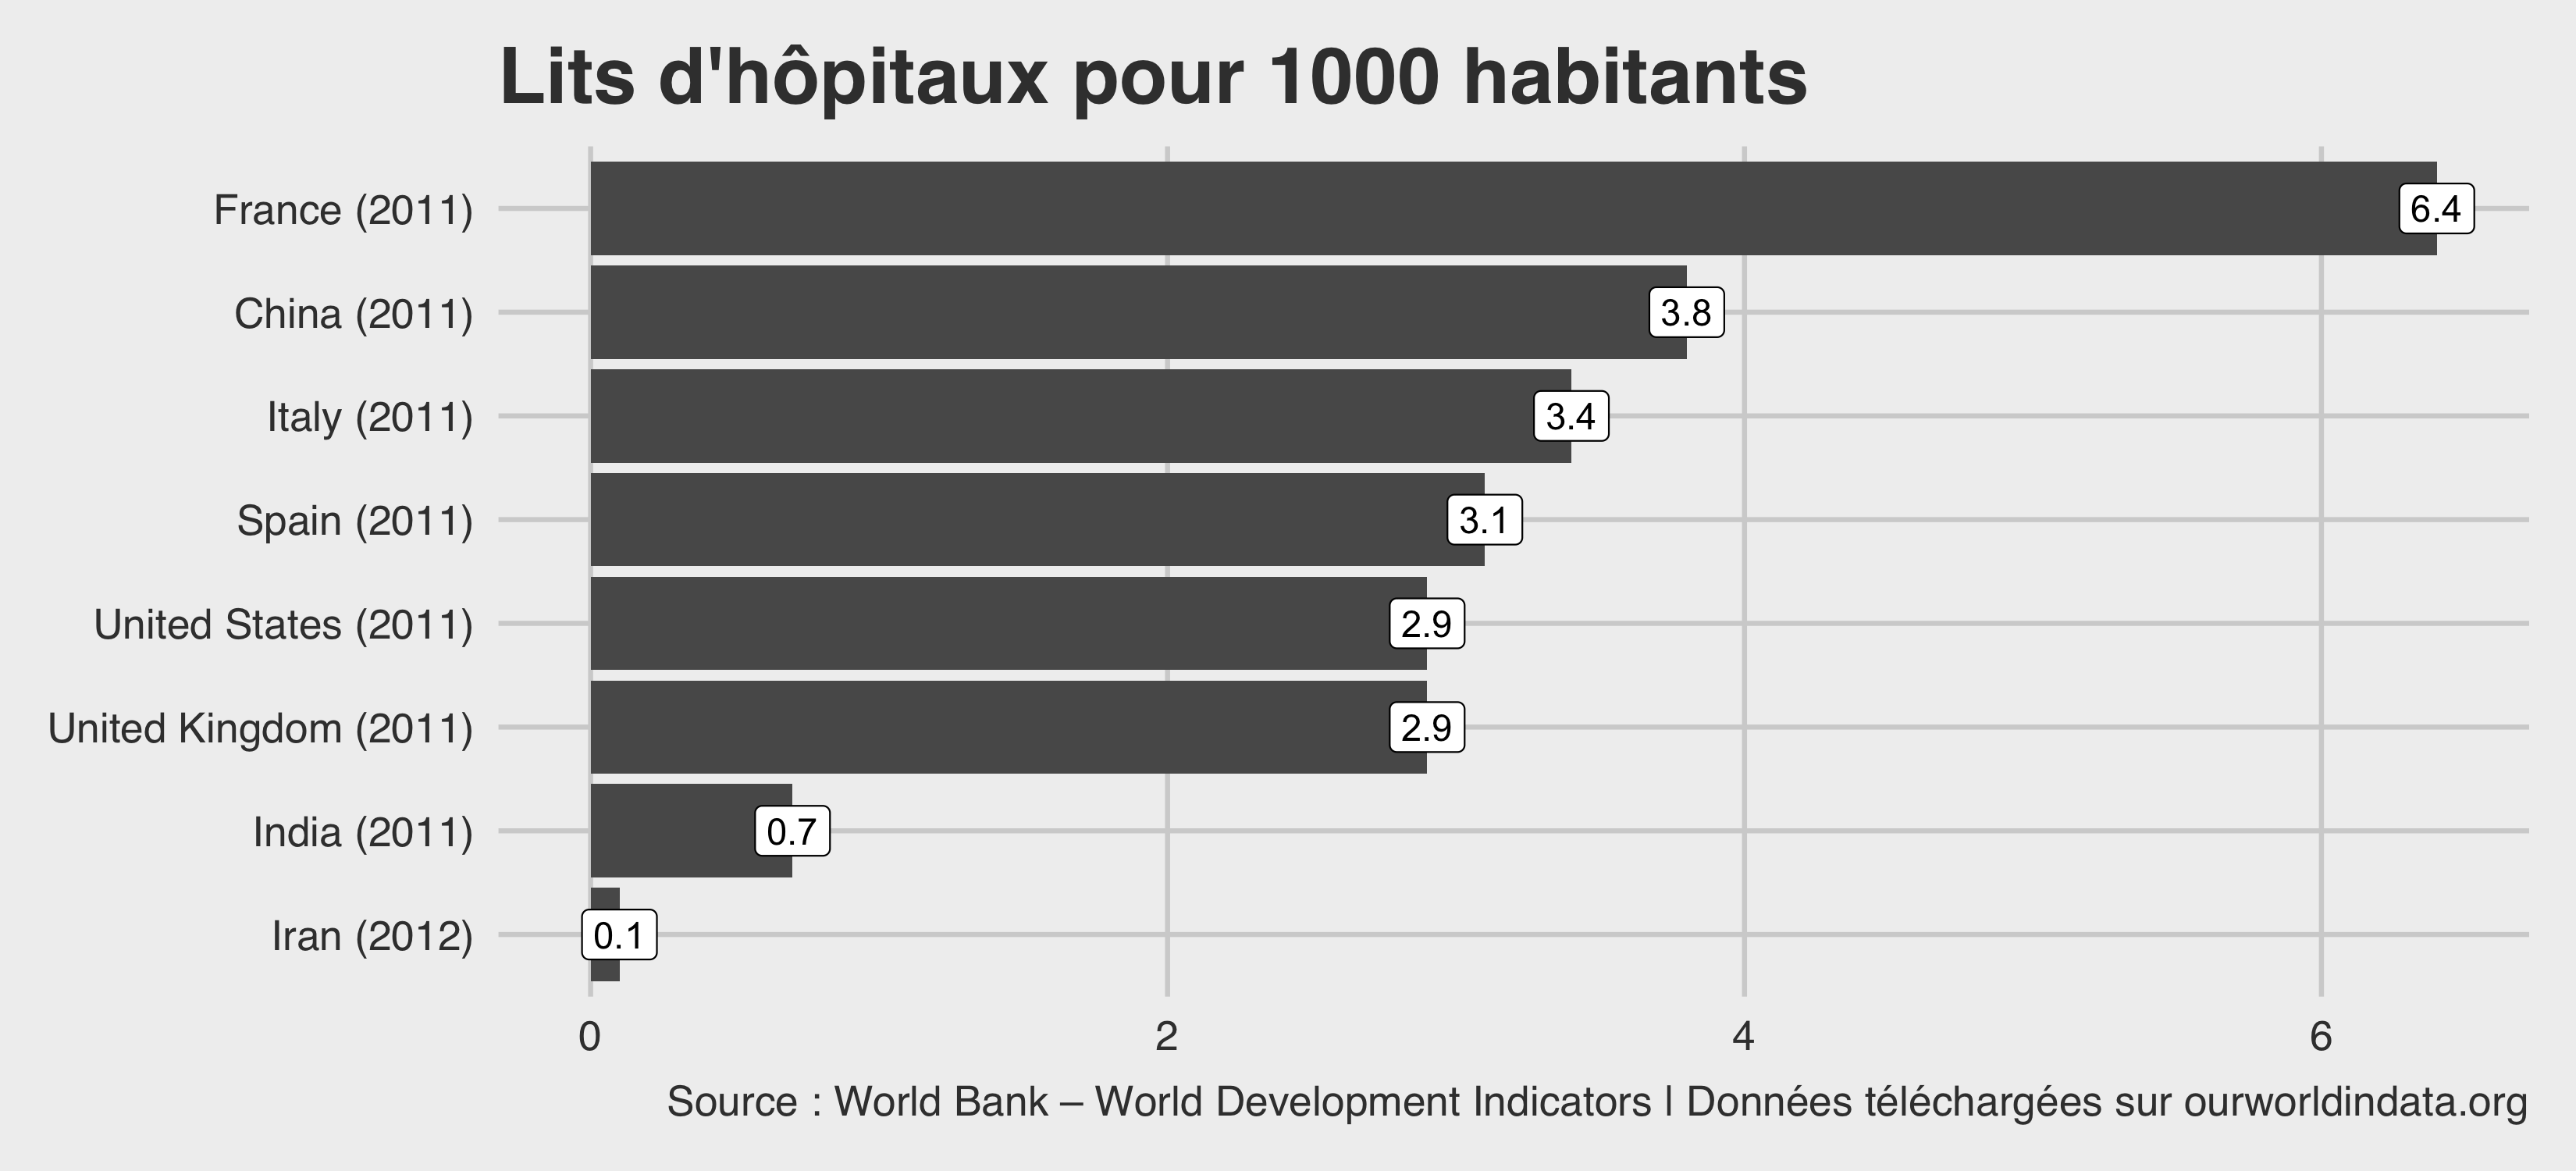 Lits d'hôpitaux pour 1000 habitants
France (2011) 6.4
China (2011) 3.8
Italy (2011) 3.4
Spain (2011) 3.1
United States (2011) 2.9
United Kingdom (2011) 2.9
India (2011) 0.7
Iran (2012) 0.1
0 2 4 6
Source : World Bank – World Development Indicators | Données téléchargées sur ourworldindata.org